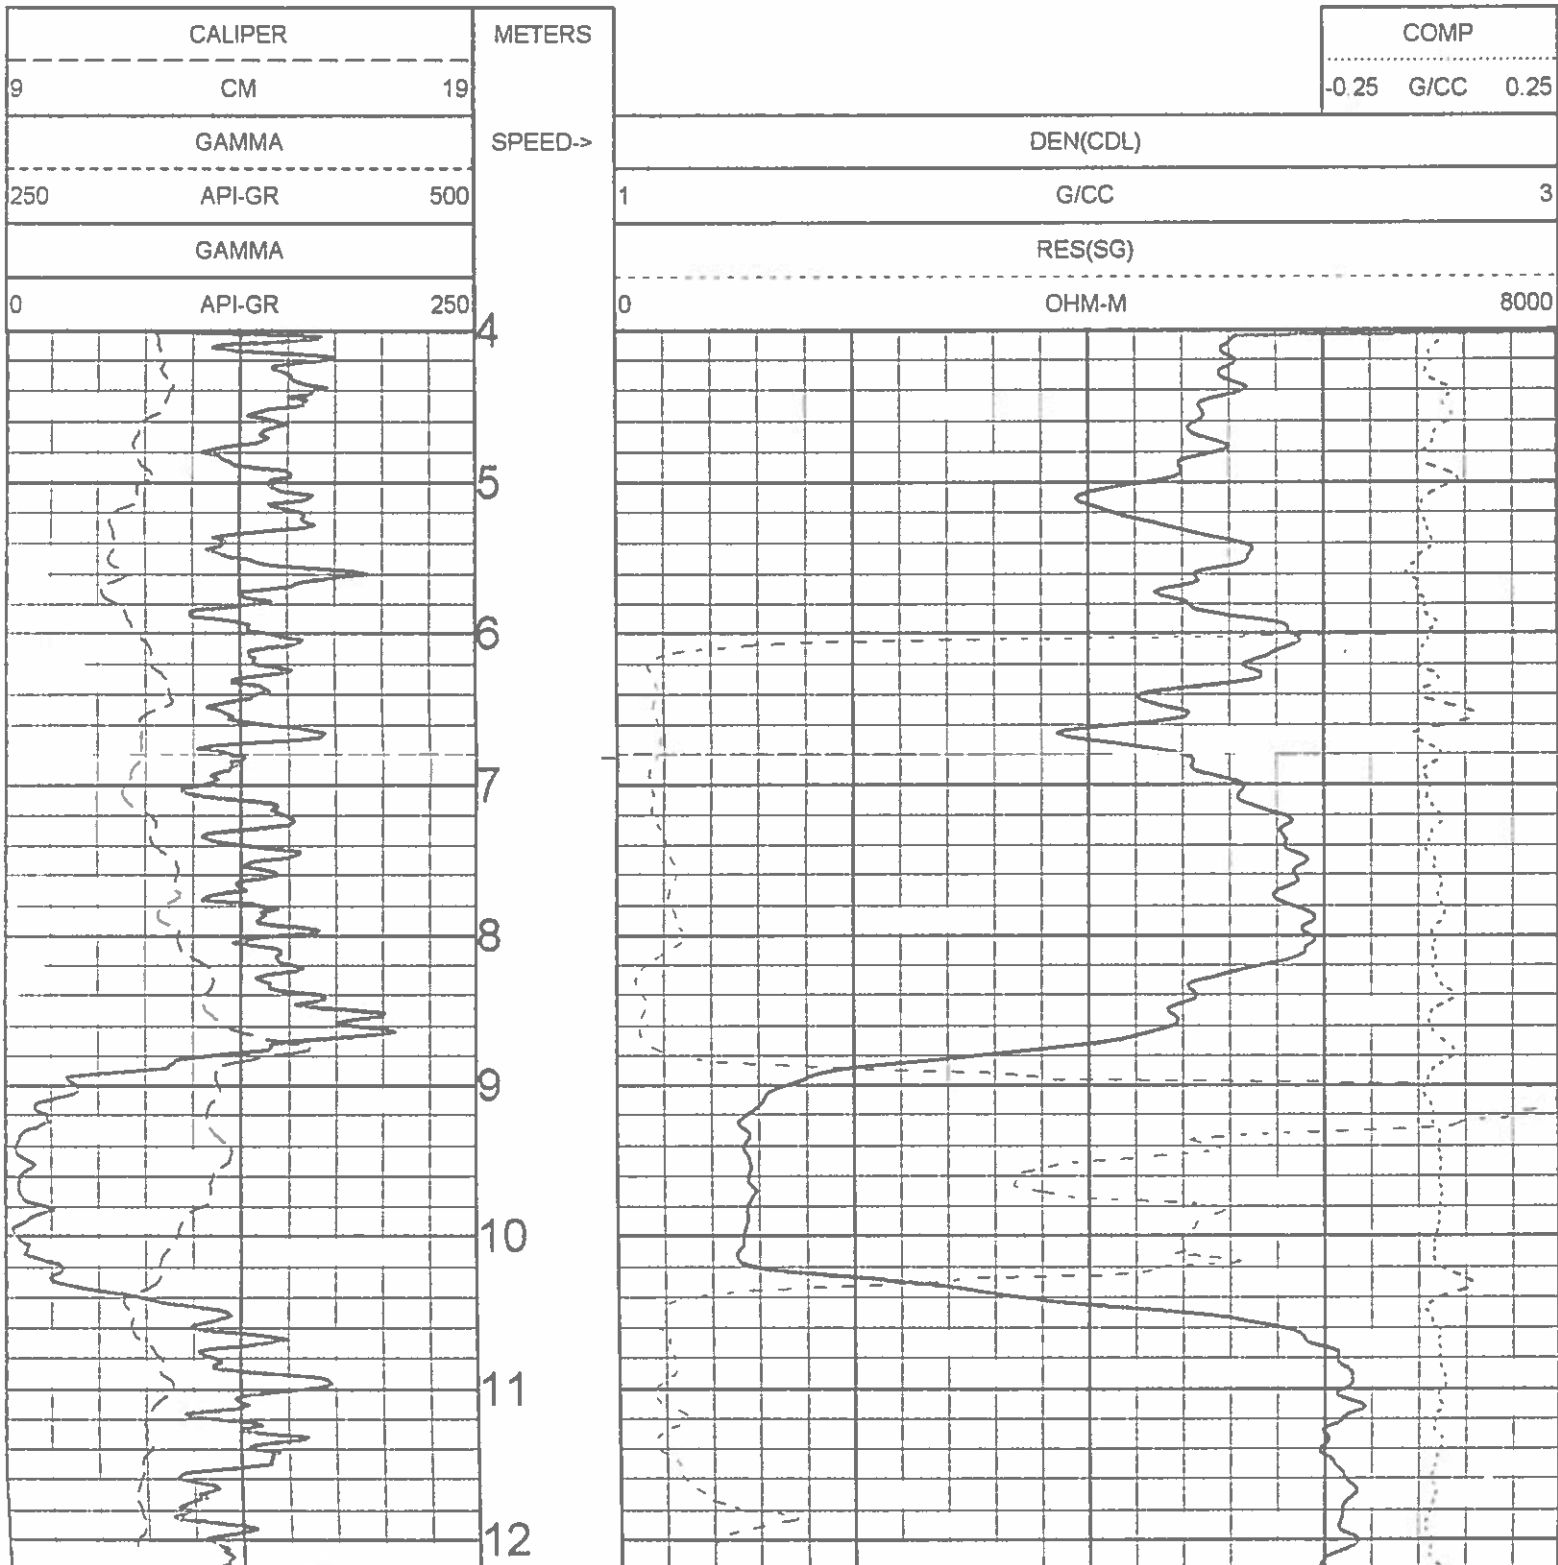 CALIPER
9 CM 19
GAMMA
250 API-GR 500
GAMMA
0 API-GR 250
METERS
SPEED->
COMP
-0.25 G/CC 0.25
DEN(CDL)
1 G/CC 3
RES(SG)
0 OHM-M 8000
4
5
6
7
8
9
10
11
12